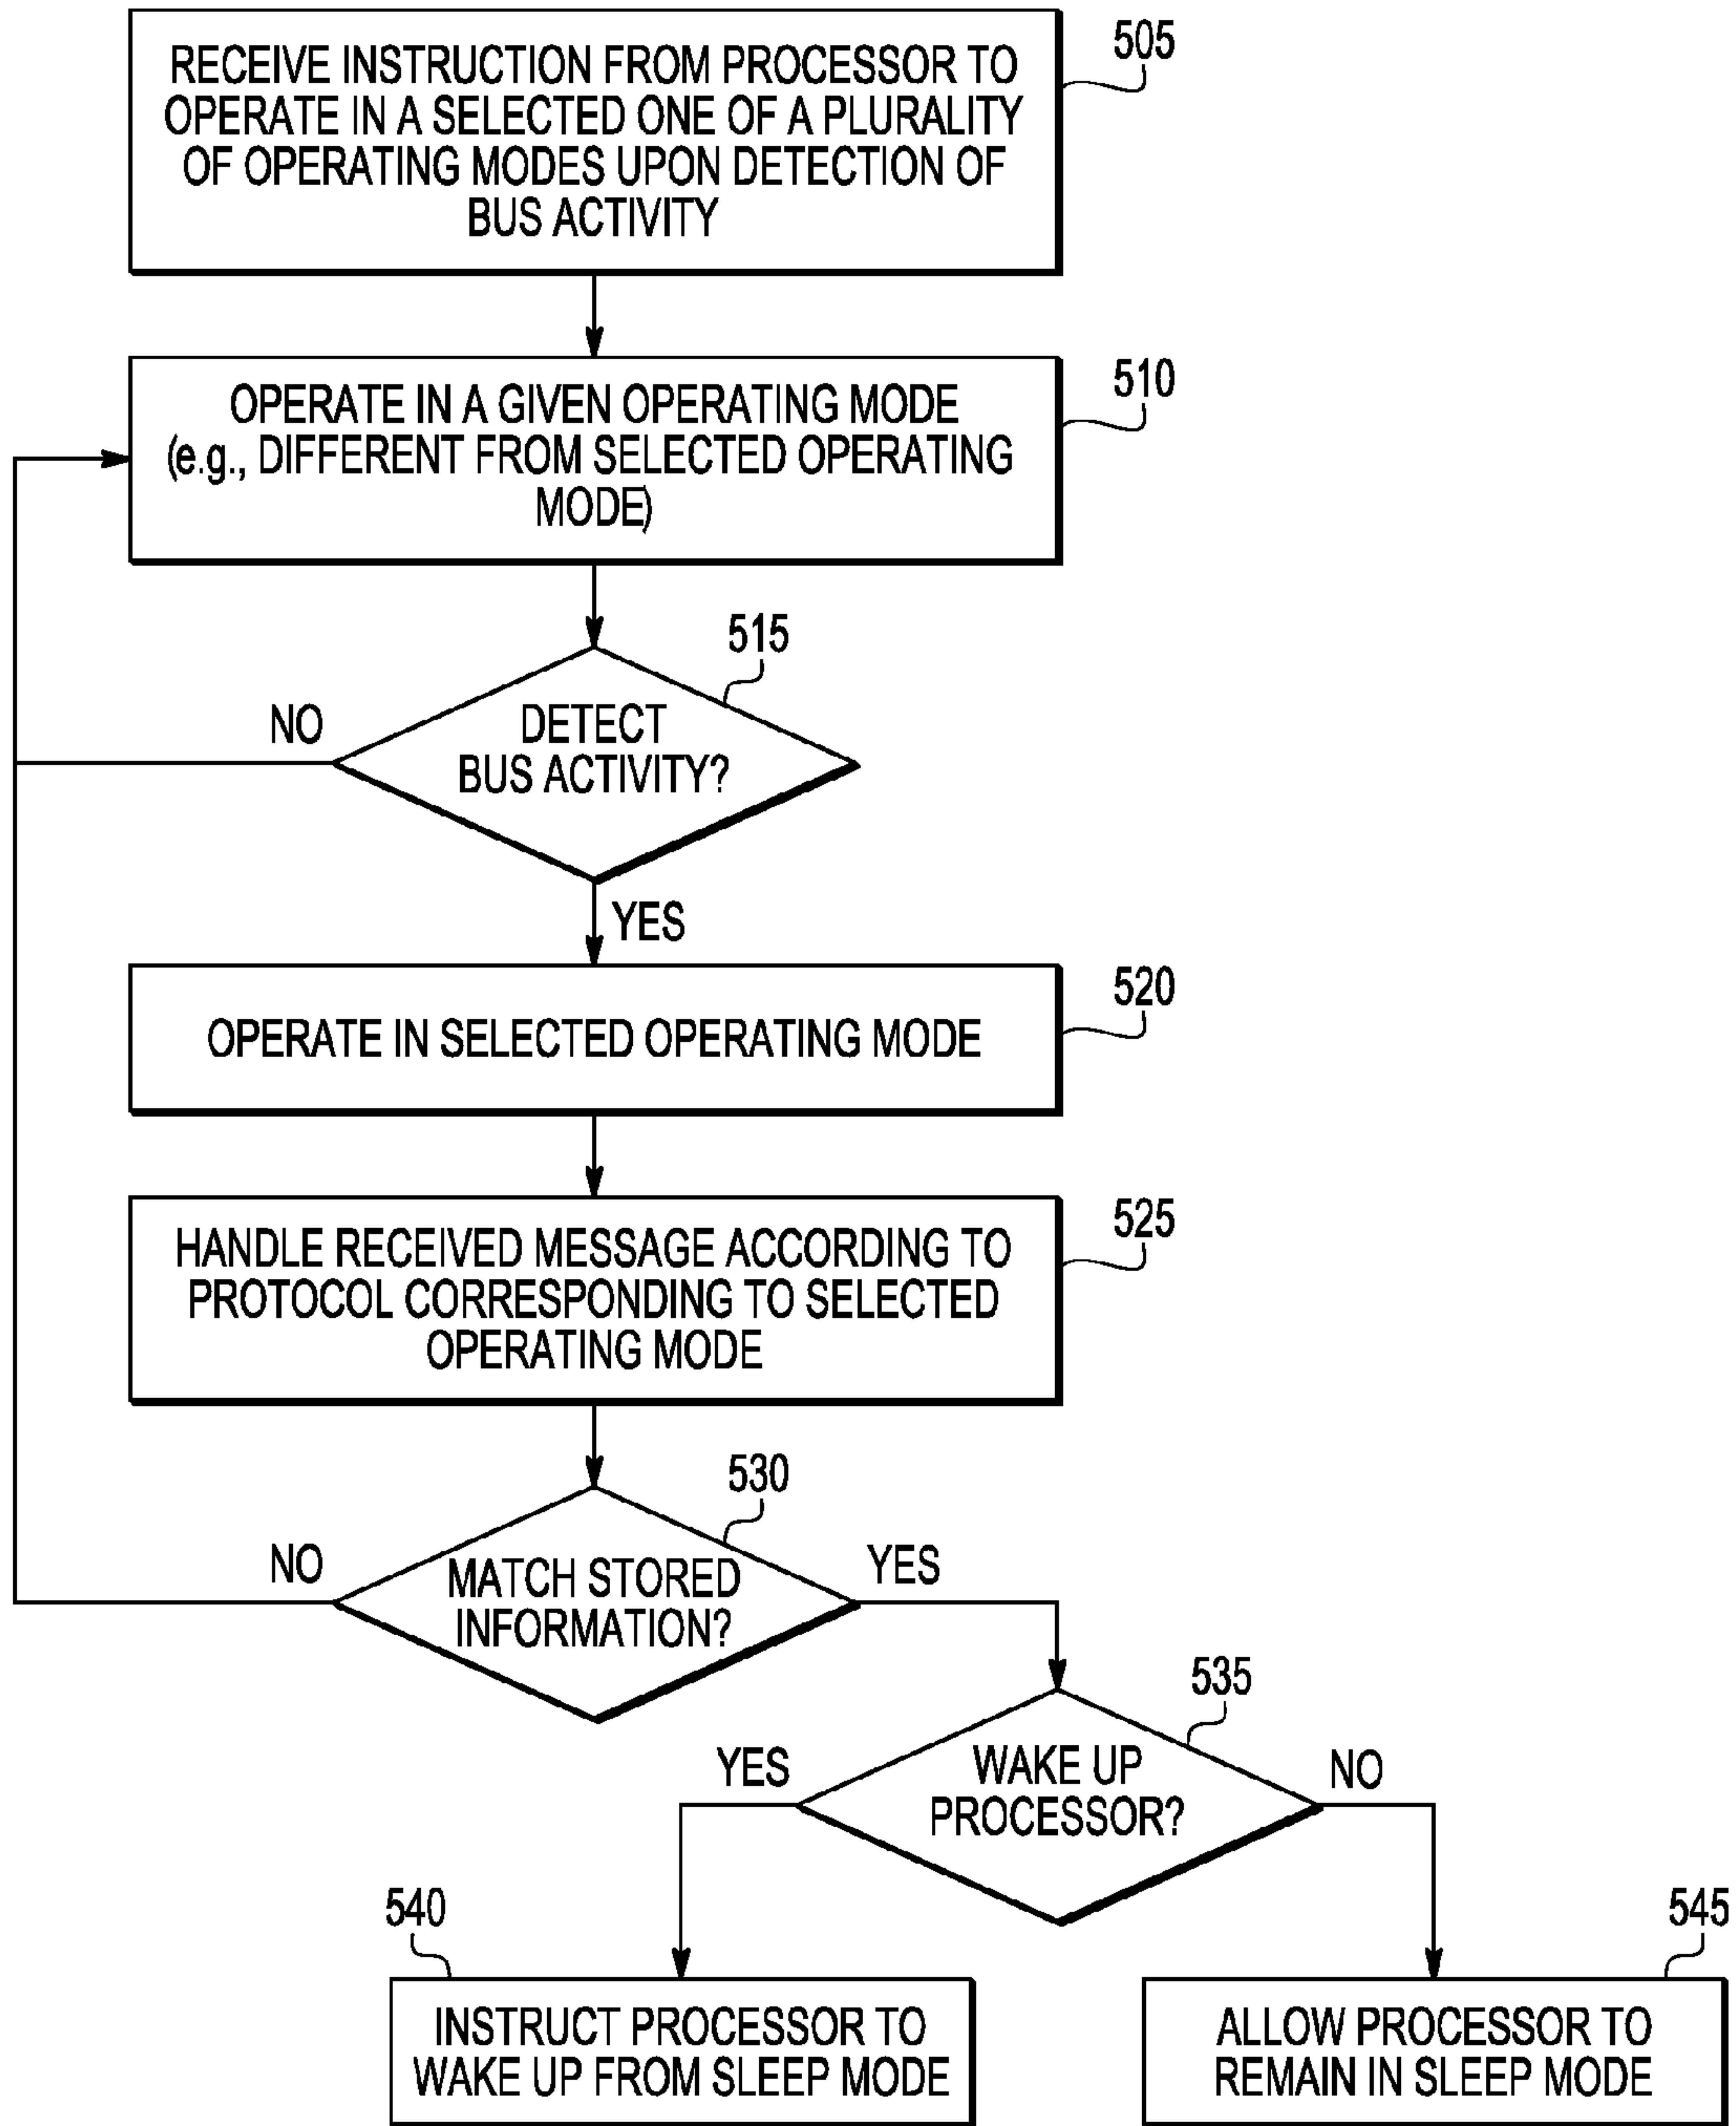 RECEIVE INSTRUCTION FROM PROCESSOR TO
OPERATE IN A SELECTED ONE OF A PLURALITY
OF OPERATING MODES UPON DETECTION OF
BUS ACTIVITY
505
OPERATE IN A GIVEN OPERATING MODE
(e.g., DIFFERENT FROM SELECTED OPERATING
MODE)
510
515
DETECT
BUS ACTIVITY?
NO
YES
OPERATE IN SELECTED OPERATING MODE
520
HANDLE RECEIVED MESSAGE ACCORDING TO
PROTOCOL CORRESPONDING TO SELECTED
OPERATING MODE
525
530
MATCH STORED
INFORMATION?
NO
YES
535
WAKE UP
PROCESSOR?
YES
NO
540
INSTRUCT PROCESSOR TO
WAKE UP FROM SLEEP MODE
545
ALLOW PROCESSOR TO
REMAIN IN SLEEP MODE